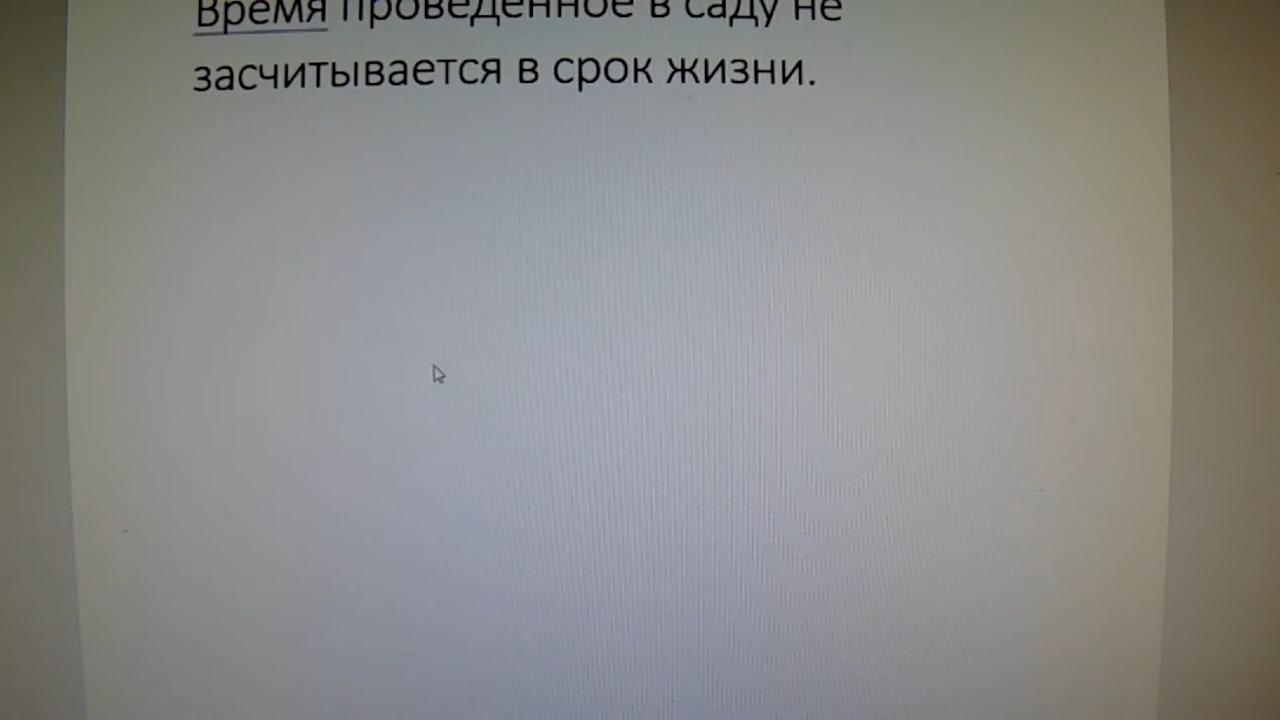 Время проведенное в саду не
засчитывается в срок жизни.